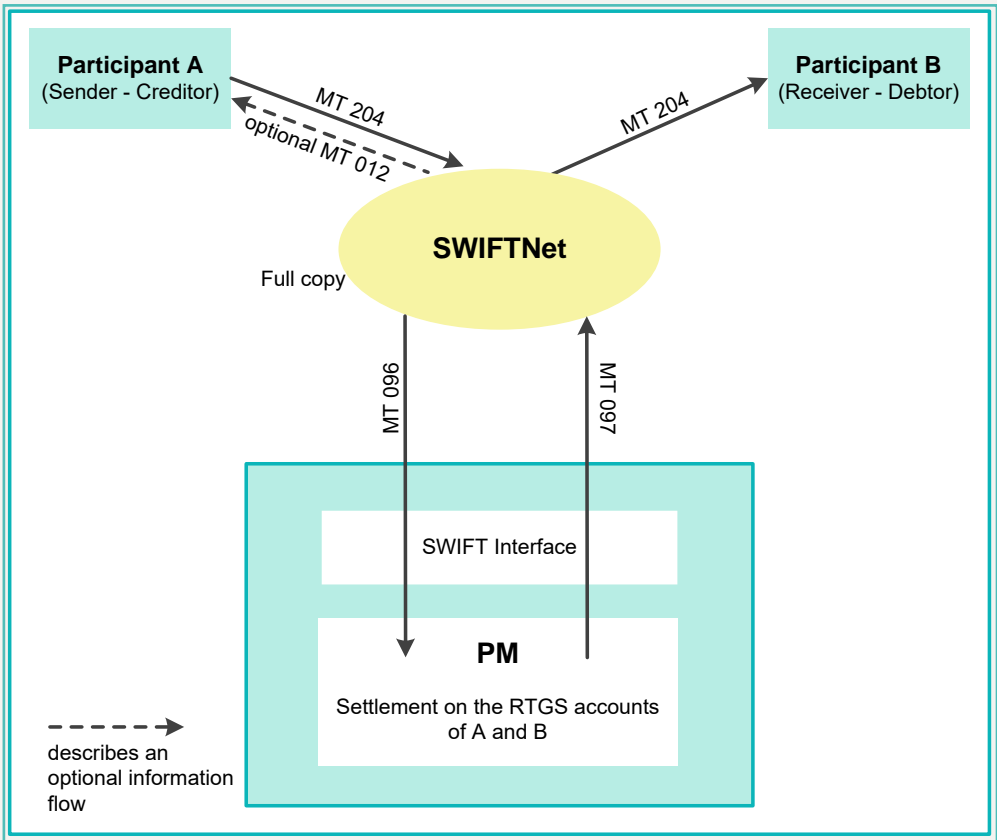 Participant A
(Sender - Creditor)
Participant B
(Receiver - Debtor)
MT 204
optional MT 012
MT 204
SWIFTNet
Full copy
MT 096
MT 097
SWIFT Interface
PM
Settlement on the RTGS accounts
of A and B
describes an
optional information
flow